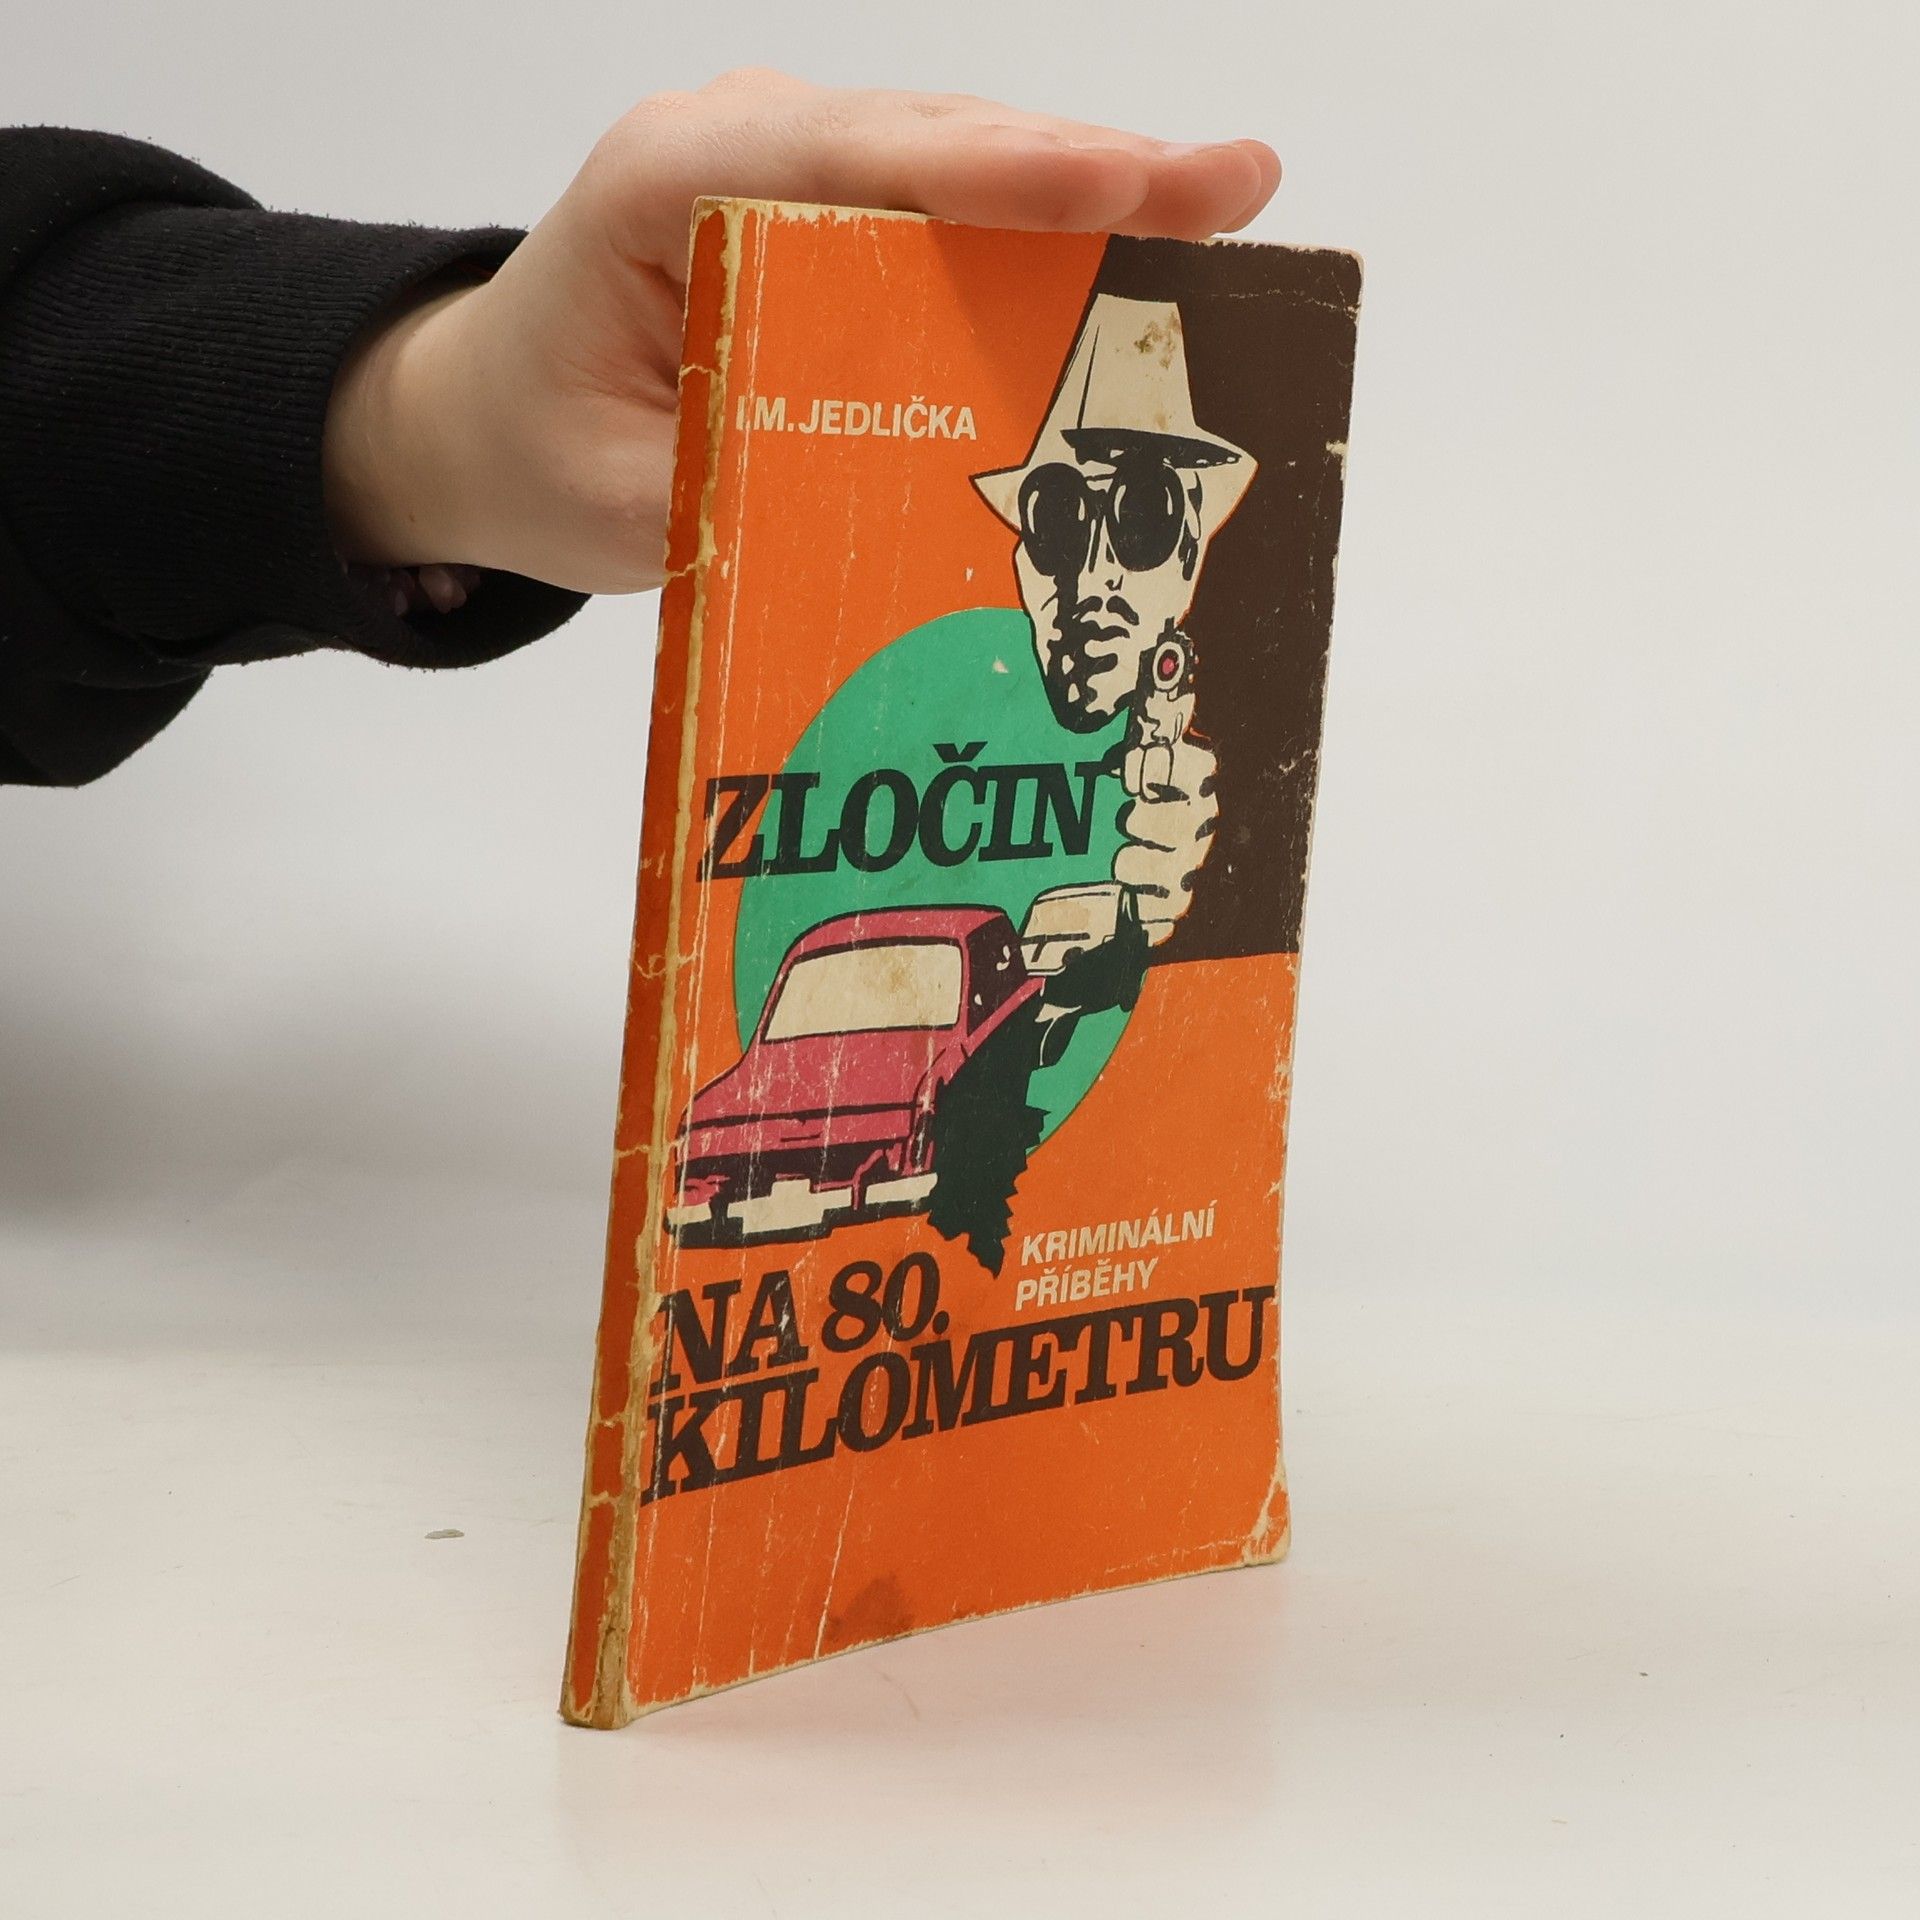 I.M. JEDLIČKA
ZLOČIN
KRIMINÁLNÍ
PŘÍBĚHY
NA 80.
KILOMETRU